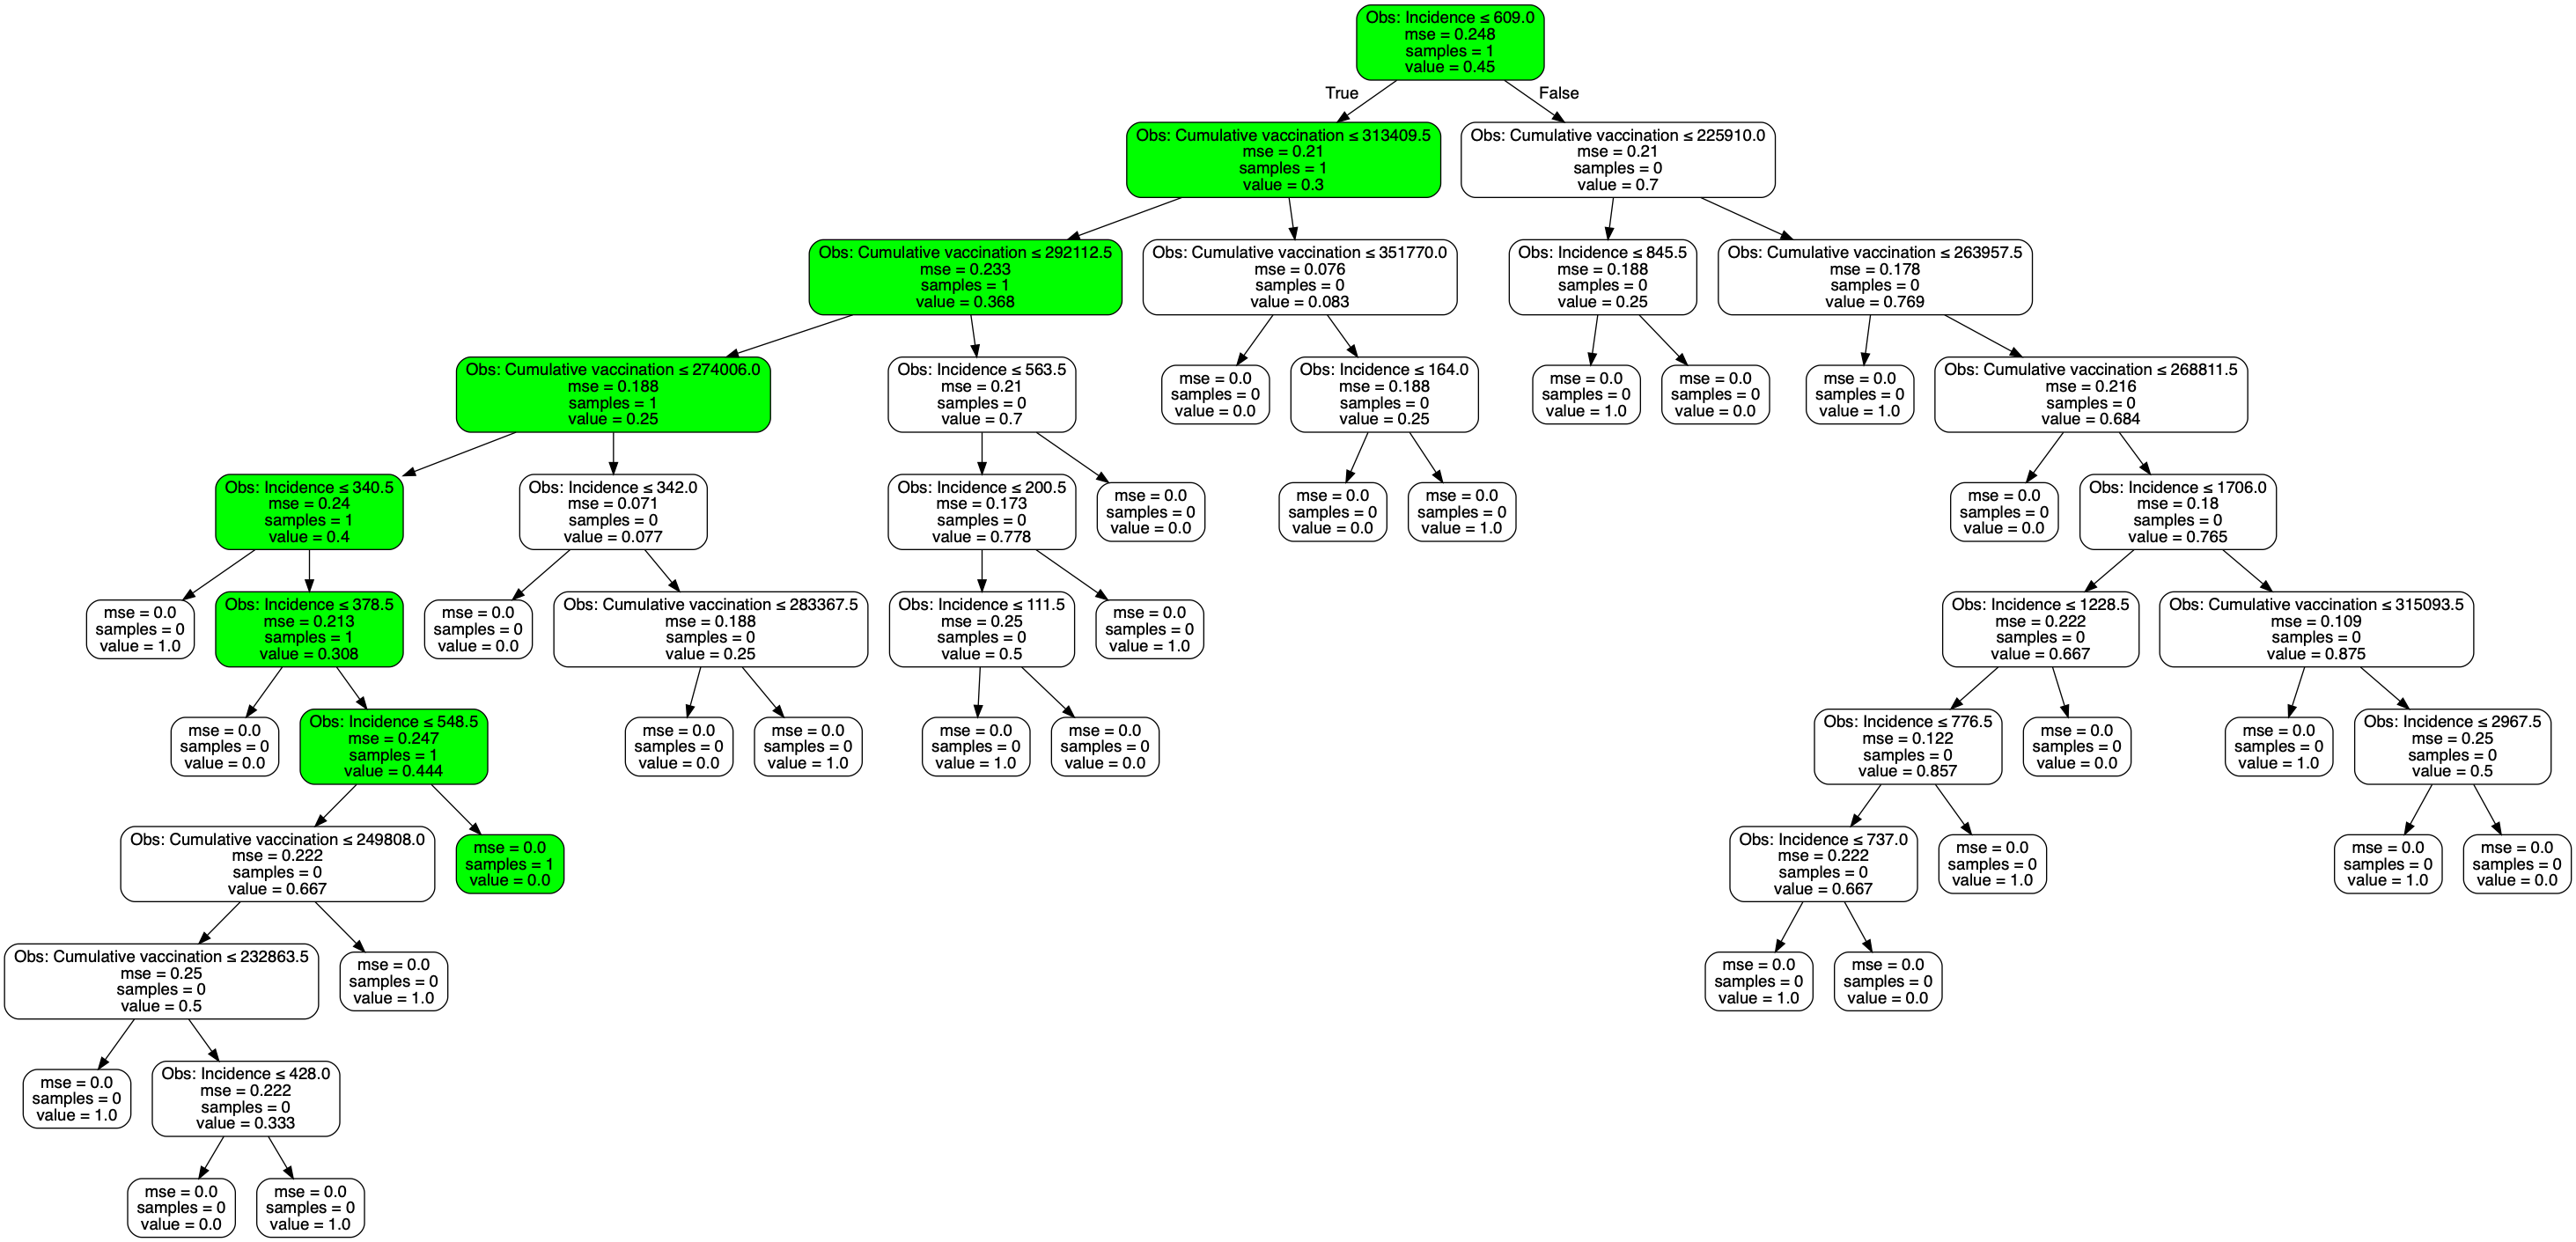 Obs: Incidence ≤ 609.0
mse = 0.248
samples = 1
value = 0.45
True
False
Obs: Cumulative vaccination ≤ 313409.5
mse = 0.21
samples = 1
value = 0.3
Obs: Cumulative vaccination ≤ 225910.0
mse = 0.21
samples = 0
value = 0.7
Obs: Cumulative vaccination ≤ 292112.5
mse = 0.233
samples = 1
value = 0.368
Obs: Cumulative vaccination ≤ 351770.0
mse = 0.076
samples = 0
value = 0.083
Obs: Incidence ≤ 845.5
mse = 0.188
samples = 0
value = 0.25
Obs: Cumulative vaccination ≤ 263957.5
mse = 0.178
samples = 0
value = 0.769
Obs: Cumulative vaccination ≤ 274006.0
mse = 0.188
samples = 1
value = 0.25
Obs: Incidence ≤ 563.5
mse = 0.21
samples = 0
value = 0.7
mse = 0.0
samples = 0
value = 0.0
Obs: Incidence ≤ 164.0
mse = 0.188
samples = 0
value = 0.25
mse = 0.0
samples = 0
value = 1.0
mse = 0.0
samples = 0
value = 0.0
mse = 0.0
samples = 0
value = 1.0
Obs: Cumulative vaccination ≤ 268811.5
mse = 0.216
samples = 0
value = 0.684
Obs: Incidence ≤ 340.5
mse = 0.24
samples = 1
value = 0.4
Obs: Incidence ≤ 342.0
mse = 0.071
samples = 0
value = 0.077
Obs: Incidence ≤ 200.5
mse = 0.173
samples = 0
value = 0.778
mse = 0.0
samples = 0
value = 0.0
mse = 0.0
samples = 0
value = 0.0
mse = 0.0
samples = 0
value = 1.0
mse = 0.0
samples = 0
value = 0.0
Obs: Incidence ≤ 1706.0
mse = 0.18
samples = 0
value = 0.765
mse = 0.0
samples = 0
value = 1.0
Obs: Incidence ≤ 378.5
mse = 0.213
samples = 1
value = 0.308
mse = 0.0
samples = 0
value = 0.0
Obs: Cumulative vaccination ≤ 283367.5
mse = 0.188
samples = 0
value = 0.25
Obs: Incidence ≤ 111.5
mse = 0.25
samples = 0
value = 0.5
mse = 0.0
samples = 0
value = 1.0
Obs: Incidence ≤ 1228.5
mse = 0.222
samples = 0
value = 0.667
Obs: Cumulative vaccination ≤ 315093.5
mse = 0.109
samples = 0
value = 0.875
mse = 0.0
samples = 0
value = 0.0
Obs: Incidence ≤ 548.5
mse = 0.247
samples = 1
value = 0.444
mse = 0.0
samples = 0
value = 0.0
mse = 0.0
samples = 0
value = 1.0
mse = 0.0
samples = 0
value = 1.0
mse = 0.0
samples = 0
value = 0.0
Obs: Incidence ≤ 776.5
mse = 0.122
samples = 0
value = 0.857
mse = 0.0
samples = 0
value = 0.0
mse = 0.0
samples = 0
value = 1.0
Obs: Incidence ≤ 2967.5
mse = 0.25
samples = 0
value = 0.5
Obs: Cumulative vaccination ≤ 249808.0
mse = 0.222
samples = 0
value = 0.667
mse = 0.0
samples = 1
value = 0.0
Obs: Incidence ≤ 737.0
mse = 0.222
samples = 0
value = 0.667
mse = 0.0
samples = 0
value = 1.0
mse = 0.0
samples = 0
value = 1.0
mse = 0.0
samples = 0
value = 0.0
Obs: Cumulative vaccination ≤ 232863.5
mse = 0.25
samples = 0
value = 0.5
mse = 0.0
samples = 0
value = 1.0
mse = 0.0
samples = 0
value = 1.0
mse = 0.0
samples = 0
value = 0.0
mse = 0.0
samples = 0
value = 1.0
Obs: Incidence ≤ 428.0
mse = 0.222
samples = 0
value = 0.333
mse = 0.0
samples = 0
value = 0.0
mse = 0.0
samples = 0
value = 1.0